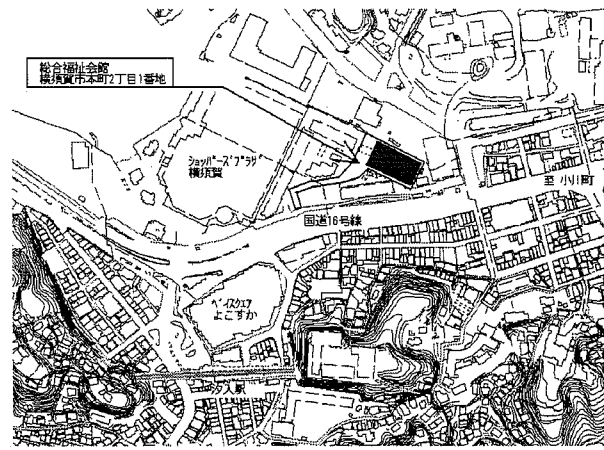 総合福祉会館
横須賀市本町2丁目1番地
ショッパーズプラザ
横須賀
至 小川町
国道16号線
ベイスクエア
よこすか
汐入駅